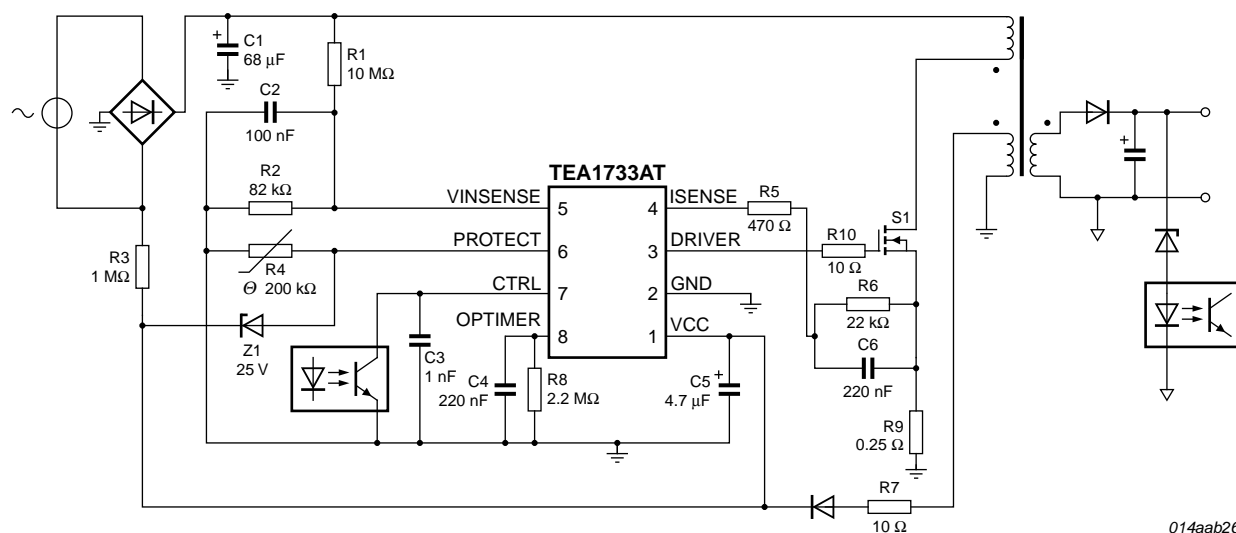 C1
68 μF
R1
10 MΩ
C2
100 nF
R2
82 kΩ
R3
1 MΩ
R4
Θ 200 kΩ
Z1
25 V
TEA1733AT
VINSENSE
5
4
ISENSE
PROTECT
6
3
DRIVER
CTRL
7
2
GND
OPTIMER
8
1
VCC
R5
470 Ω
S1
R10
10 Ω
R6
22 kΩ
C6
220 nF
C3
1 nF
C4
220 nF
R8
2.2 MΩ
C5
4.7 μF
R9
0.25 Ω
R7
10 Ω
014aab26